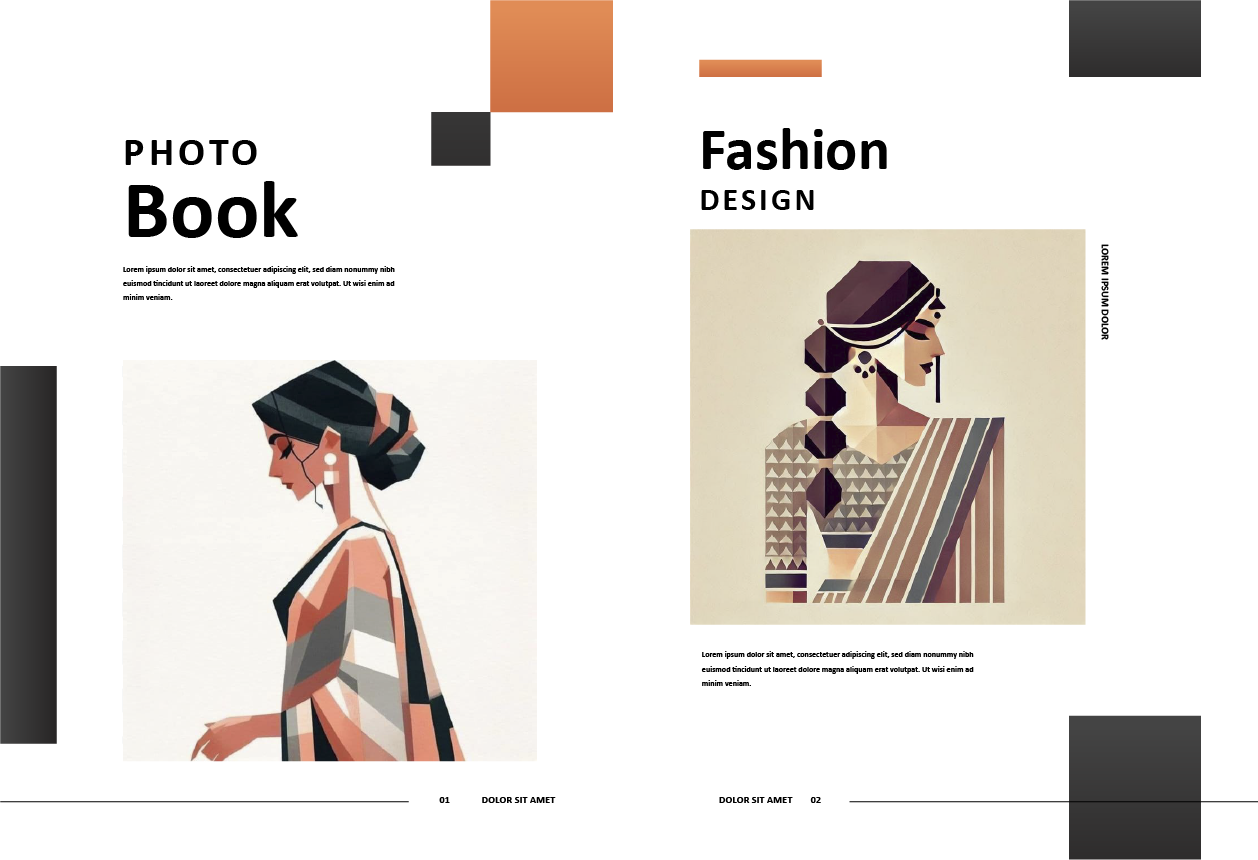 PHOTO
Book
Lorem ipsum dolor sit amet, consectetuer adipiscing elit, sed diam nonummy nibh
euismod tincidunt ut laoreet dolore magna aliquam erat volutpat. Ut wisi enim ad
minim veniam.
01 DOLOR SIT AMET
Fashion
DESIGN
LOREM IPSUM DOLOR
Lorem ipsum dolor sit amet, consectetuer adipiscing elit, sed diam nonummy nibh
euismod tincidunt ut laoreet dolore magna aliquam erat volutpat. Ut wisi enim ad
minim veniam.
DOLOR SIT AMET 02